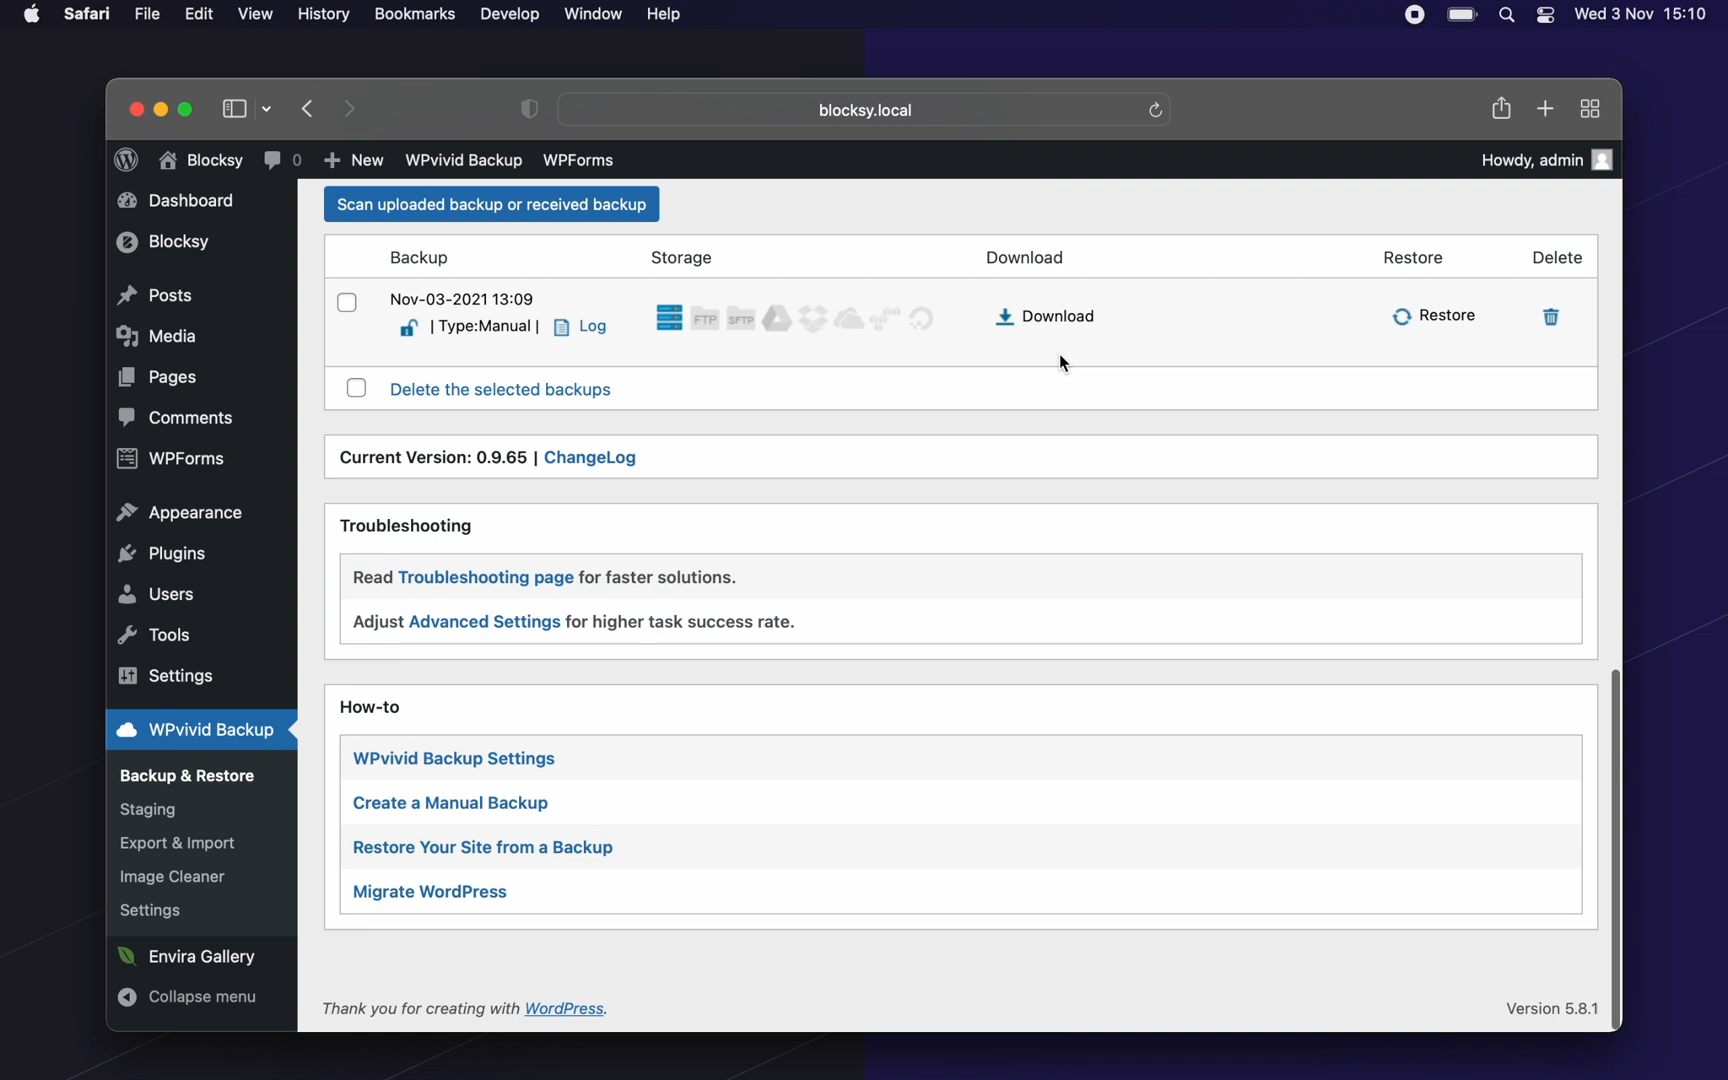 Safari File Edit View History Bookmarks Develop Window Help Wed 3 Nov 15:10
blocksy.local
Blocksy 0 New WPvivid Backup WPForms Howdy, admin
Dashboard
Blocksy
Posts
Media
Pages
Comments
WPForms
Appearance
Plugins
Users
Tools
Settings
WPvivid Backup
Backup & Restore
Staging
Export & Import
Image Cleaner
Settings
Envira Gallery
Collapse menu
Scan uploaded backup or received backup
Backup Storage Download Restore Delete
Nov-03-2021 13:09
| Type:Manual | Log FTP SFTP Download Restore
Delete the selected backups
Current Version: 0.9.65 | ChangeLog
Troubleshooting
Read Troubleshooting page for faster solutions.
Adjust Advanced Settings for higher task success rate.
How-to
WPvivid Backup Settings
Create a Manual Backup
Restore Your Site from a Backup
Migrate WordPress
Thank you for creating with WordPress. Version 5.8.1